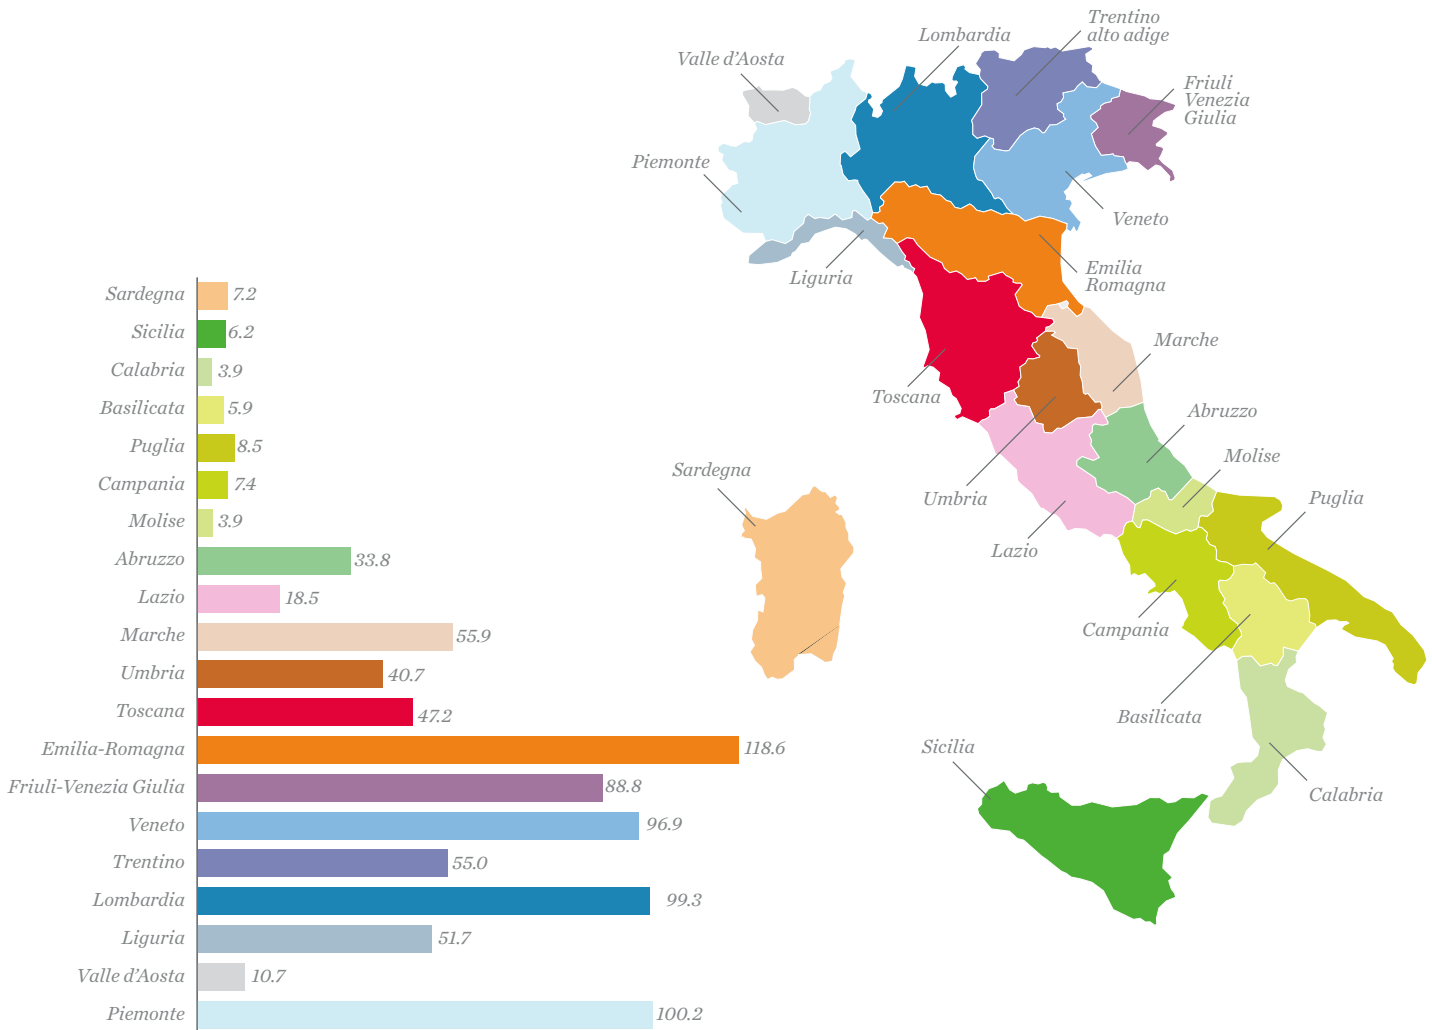 Trentino
alto adige
Lombardia
Valle d’Aosta
Friuli
Venezia
Giulia
Piemonte
Veneto
Liguria
Emilia
Romagna
Marche
Toscana
Abruzzo
Molise
Sardegna
Umbria
Puglia
Lazio
Campania
Basilicata
Sicilia
Calabria
Sardegna 7.2
Sicilia 6.2
Calabria 3.9
Basilicata 5.9
Puglia 8.5
Campania 7.4
Molise 3.9
Abruzzo 33.8
Lazio 18.5
Marche 55.9
Umbria 40.7
Toscana 47.2
Emilia-Romagna 118.6
Friuli-Venezia Giulia 88.8
Veneto 96.9
Trentino 55.0
Lombardia 99.3
Liguria 51.7
Valle d’Aosta 10.7
Piemonte 100.2